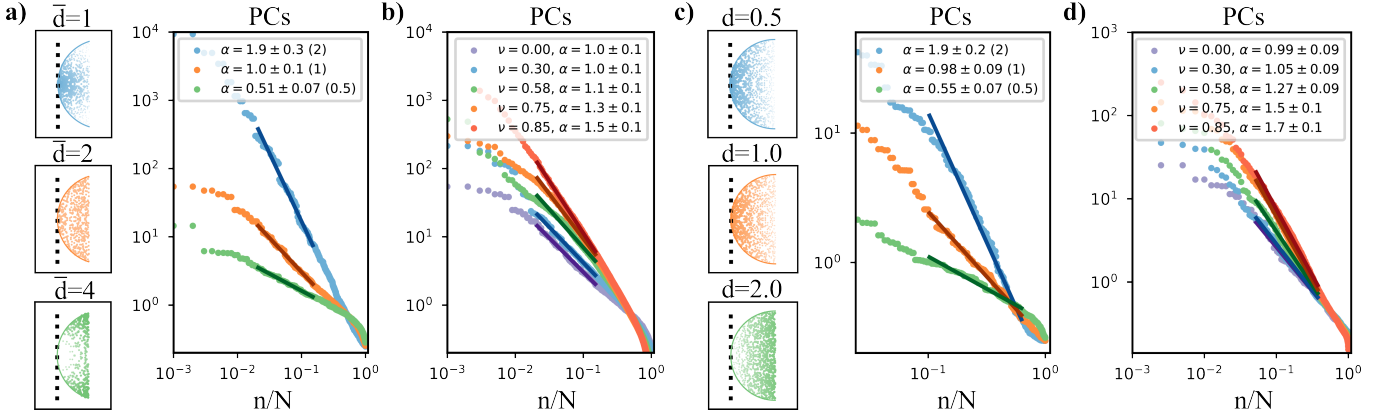 a)
d̅=1
d̅=2
d̅=4
PCs
α = 1.9 ± 0.3 (2)
α = 1.0 ± 0.1 (1)
α = 0.51 ± 0.07 (0.5)
10⁴
10³
10²
10¹
10⁰
10⁻³ 10⁻² 10⁻¹ 10⁰
n/N
b)
PCs
ν = 0.00, α = 1.0 ± 0.1
ν = 0.30, α = 1.0 ± 0.1
ν = 0.58, α = 1.1 ± 0.1
ν = 0.75, α = 1.3 ± 0.1
ν = 0.85, α = 1.5 ± 0.1
10⁴
10³
10²
10¹
10⁰
10⁻³ 10⁻² 10⁻¹ 10⁰
n/N
c)
d=0.5
d=1.0
d=2.0
PCs
α = 1.9 ± 0.2 (2)
α = 0.98 ± 0.09 (1)
α = 0.55 ± 0.07 (0.5)
10¹
10⁰
10⁻¹ 10⁰
n/N
d)
PCs
ν = 0.00, α = 0.99 ± 0.09
ν = 0.30, α = 1.05 ± 0.09
ν = 0.58, α = 1.27 ± 0.09
ν = 0.75, α = 1.5 ± 0.1
ν = 0.85, α = 1.7 ± 0.1
10³
10²
10¹
10⁰
10⁻³ 10⁻² 10⁻¹ 10⁰
n/N